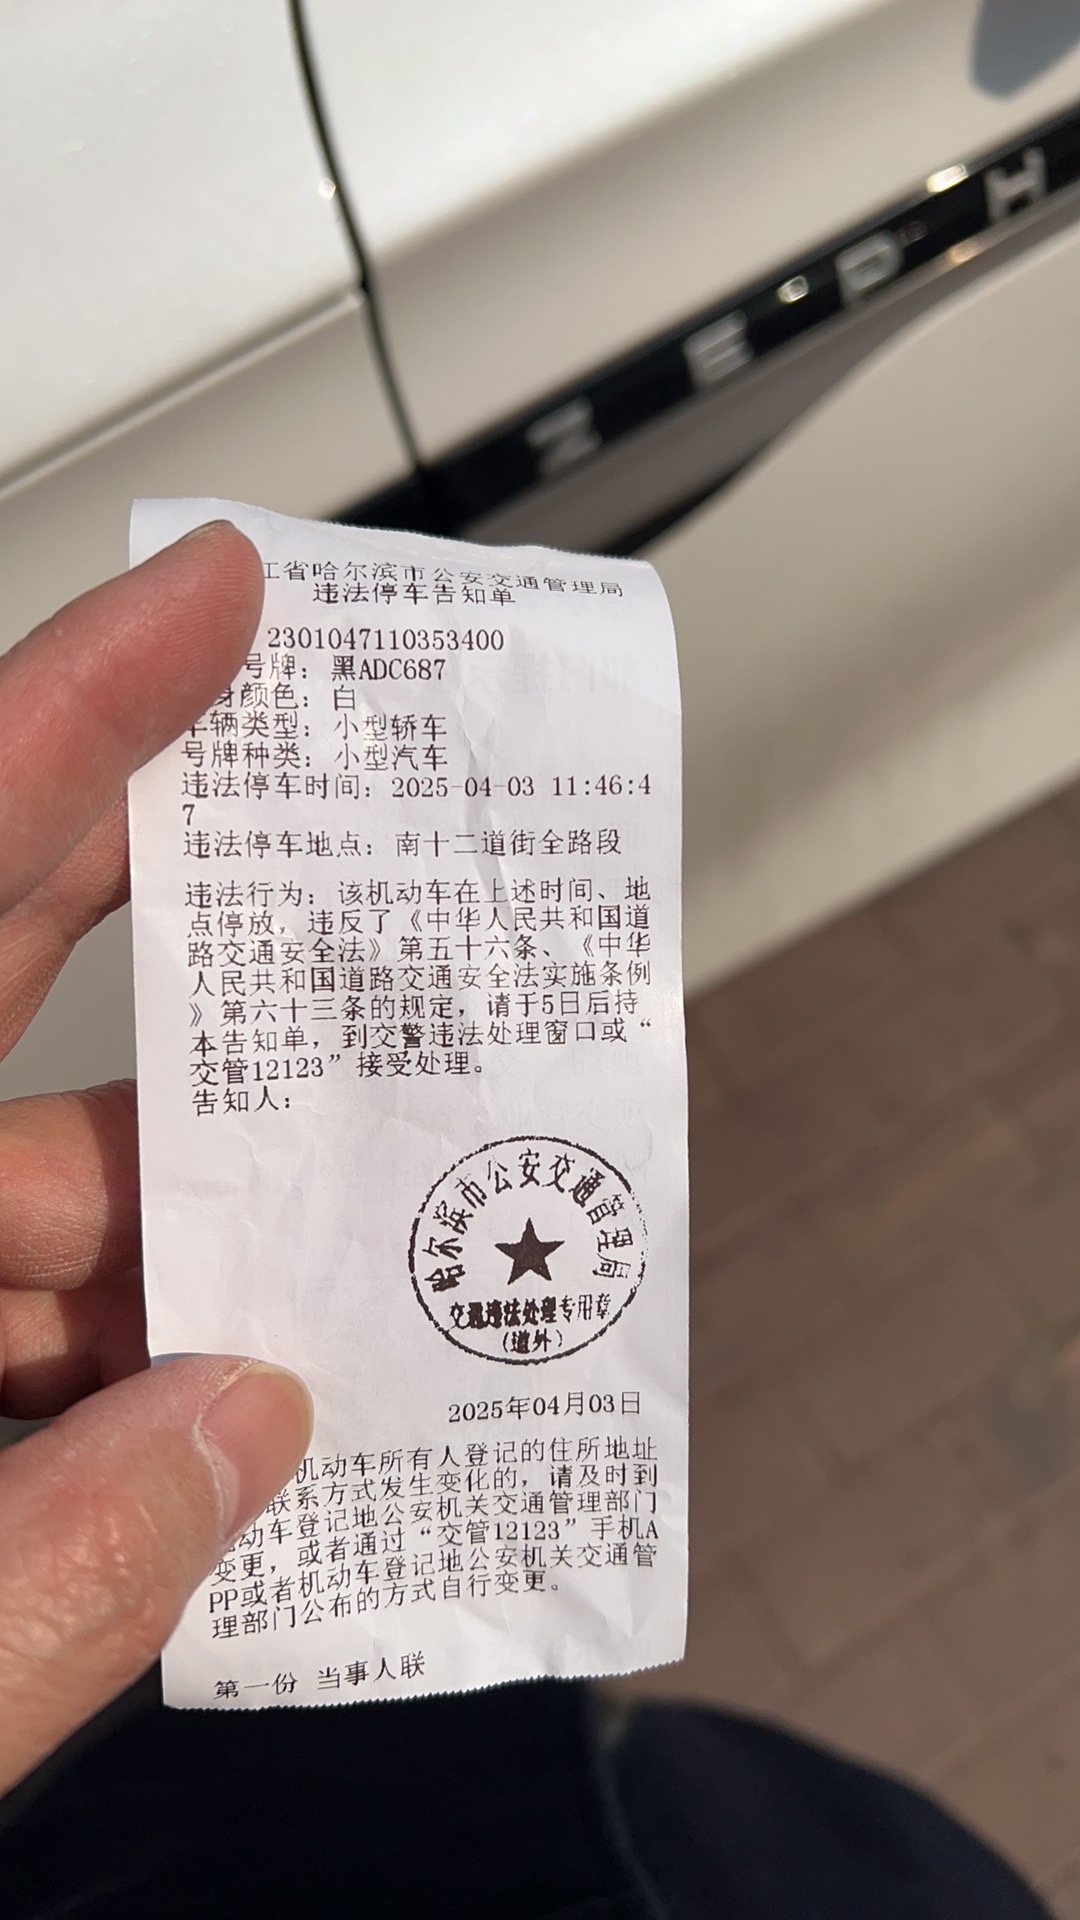 ZEPH
江省哈尔滨市公安交通管理局
违法停车告知单
2301047110353400
号牌：黑ADC687
身颜色：白
车辆类型：小型轿车
号牌种类：小型汽车
违法停车时间：2025-04-03 11:46:4
7
违法停车地点：南十二道街全路段
违法行为：该机动车在上述时间、地
点停放，违反了《中华人民共和国道
路交通安全法》第五十六条、《中华
人民共和国道路交通安全法实施条例
》第六十三条的规定，请于5日后持
本告知单，到交警违法处理窗口或“
交管12123”接受处理。
告知人：
哈尔滨市公安交通管理局
交通违法处理专用章
（道外）
2025年04月03日
机动车所有人登记的住所地址
联系方式发生变化的，请及时到
动车登记地公安机关交通管理部门
变更，或者通过“交管12123”手机A
PP或者机动车登记地公安机关交通管
理部门公布的方式自行变更。
第一份 当事人联